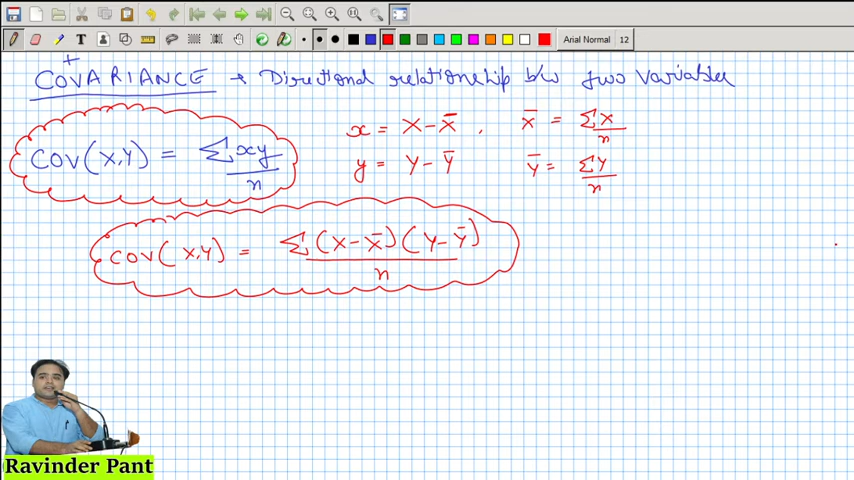 Arial Normal 12
+
COVARIANCE → Directional relationship b/w two variables
COV(X,Y) = Σxy/n
x = X - X̄ , X̄ = ΣX/n
y = Y - Ȳ Ȳ = ΣY/n
COV(X,Y) = Σ(X-X̄)(Y-Ȳ)/n
Ravinder Pant